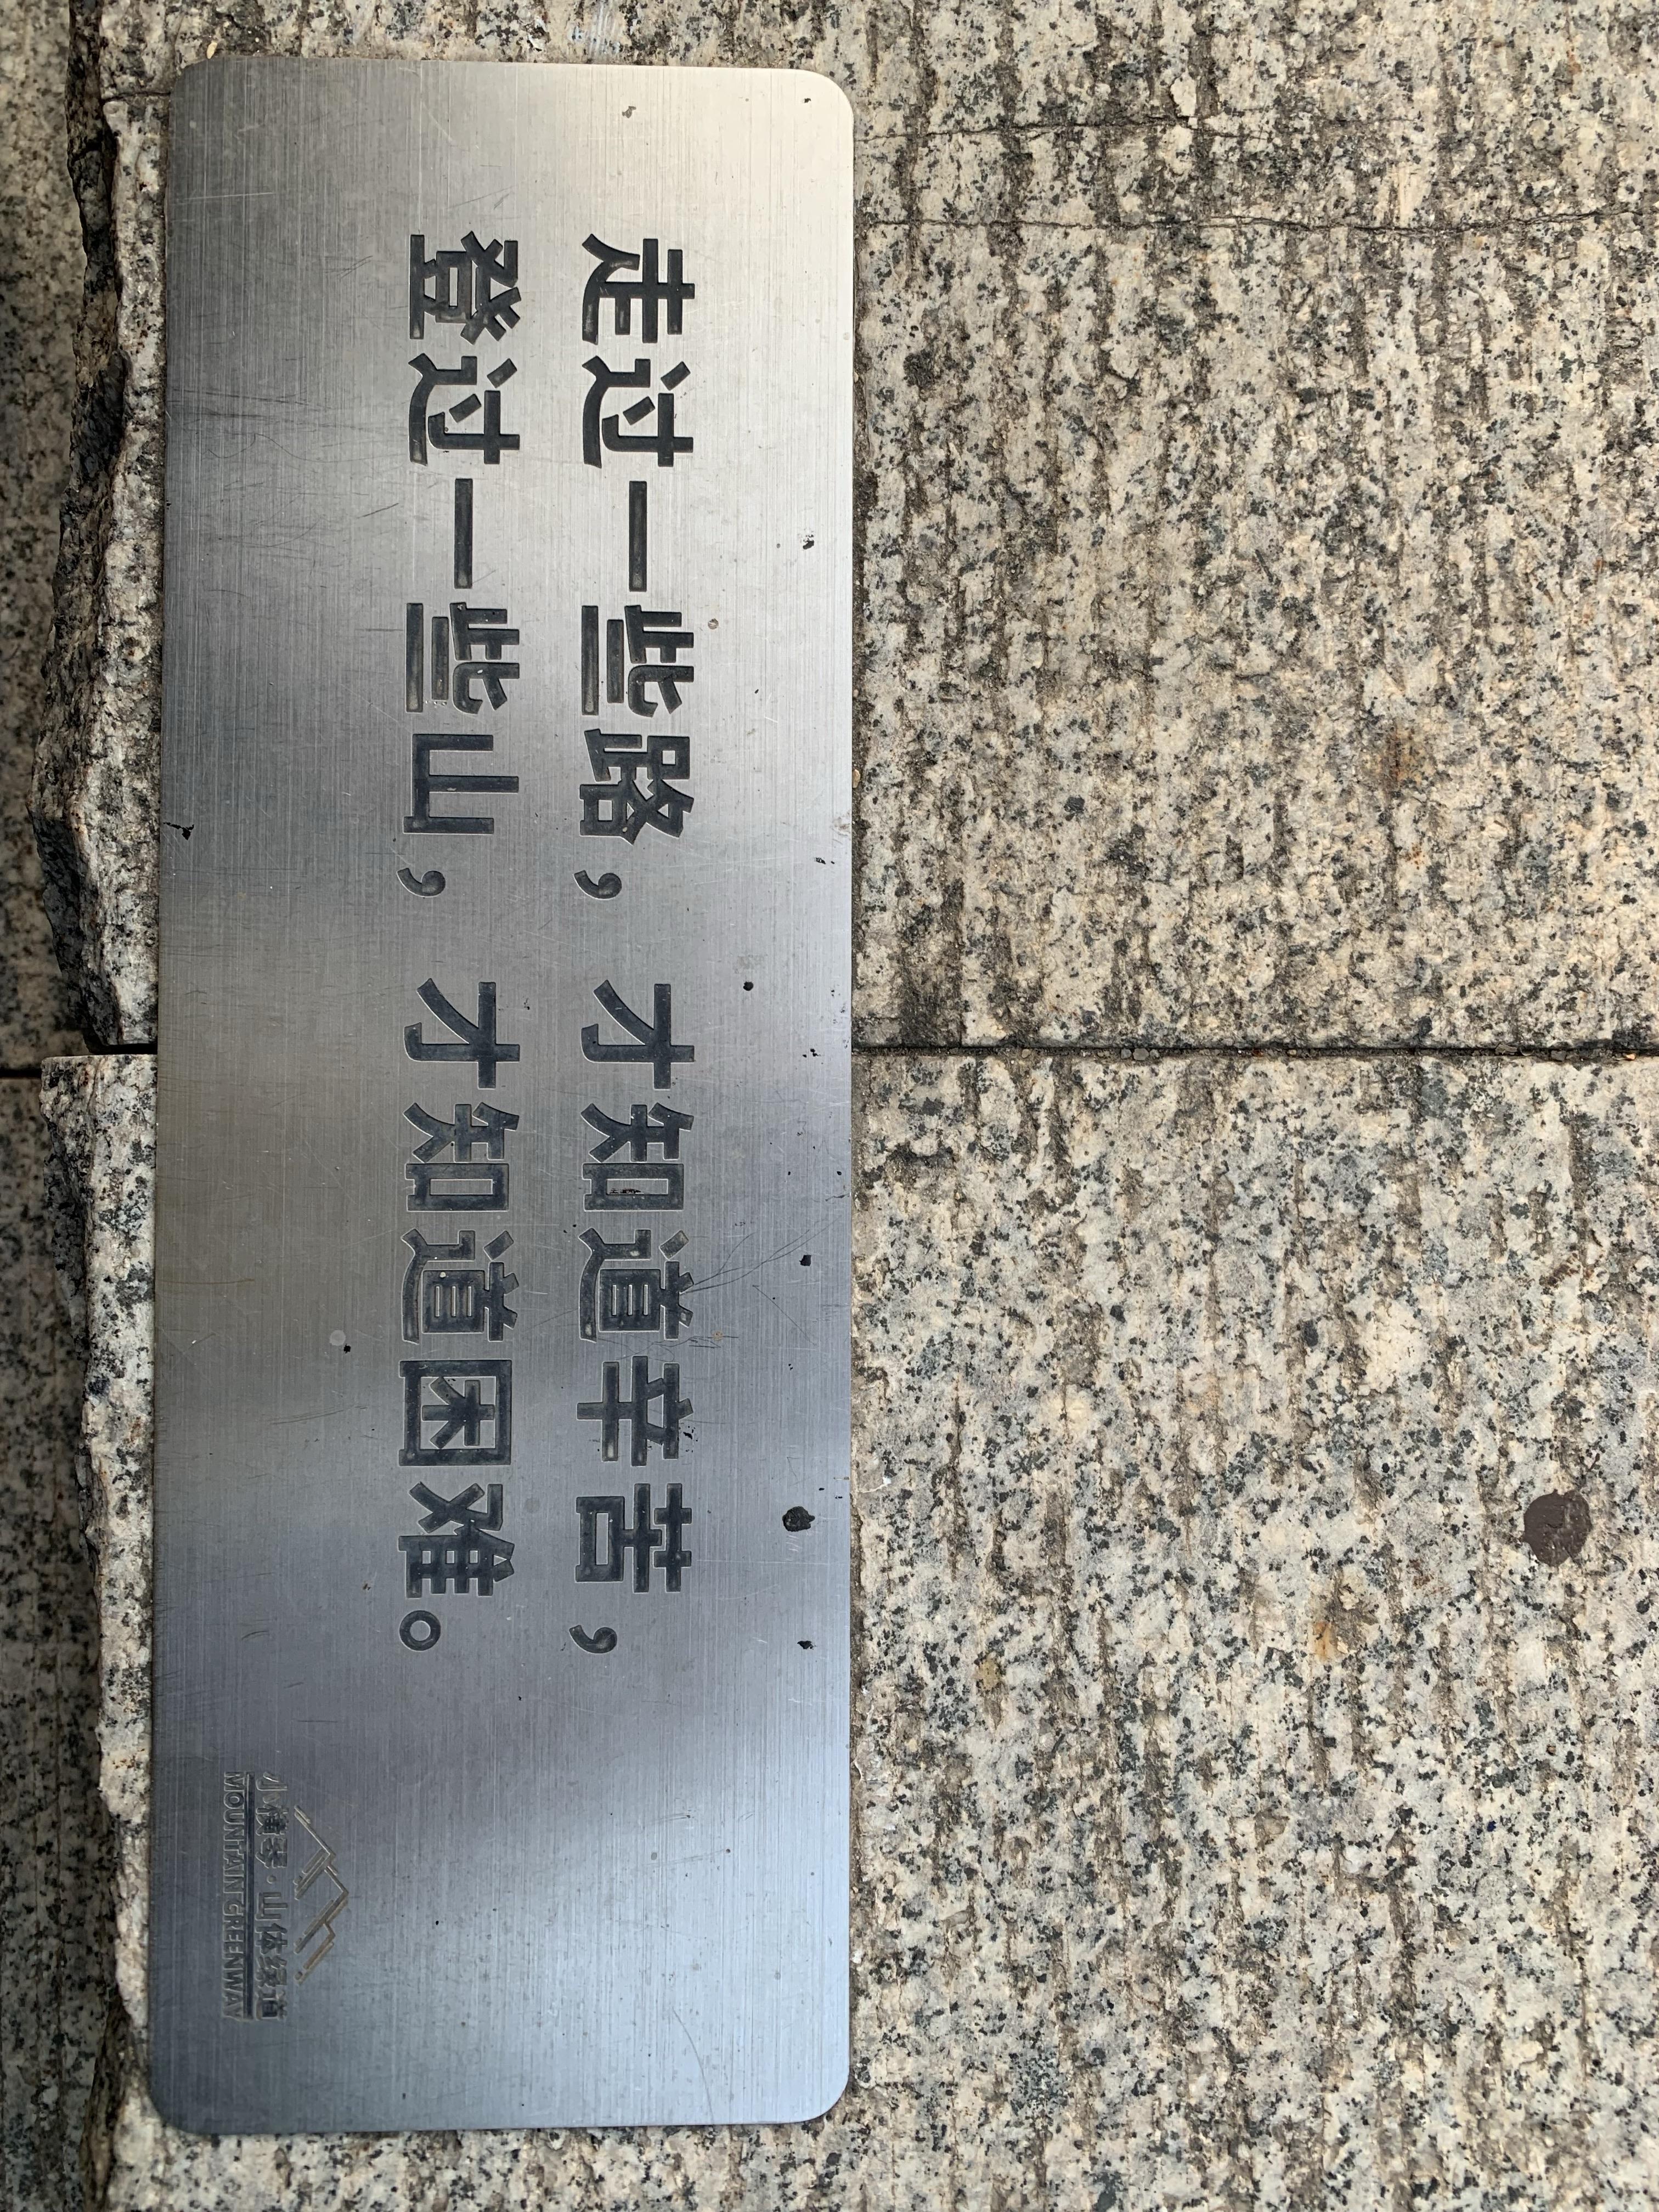 走过一些路，才知道辛苦，
登过一些山，才知道困难。
小横琴·山体绿道
MOUNTAIN GREENWAY